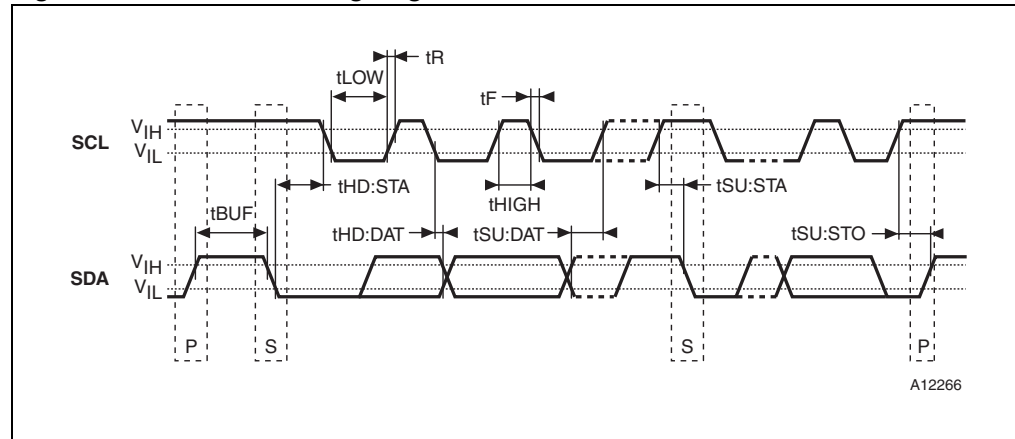 tR
tLOW
tF
SCL
VIH
VIL
tHD:STA
tHIGH
tSU:STA
tBUF
tHD:DAT
tSU:DAT
tSU:STO
SDA
VIH
VIL
P
S
S
P
A12266